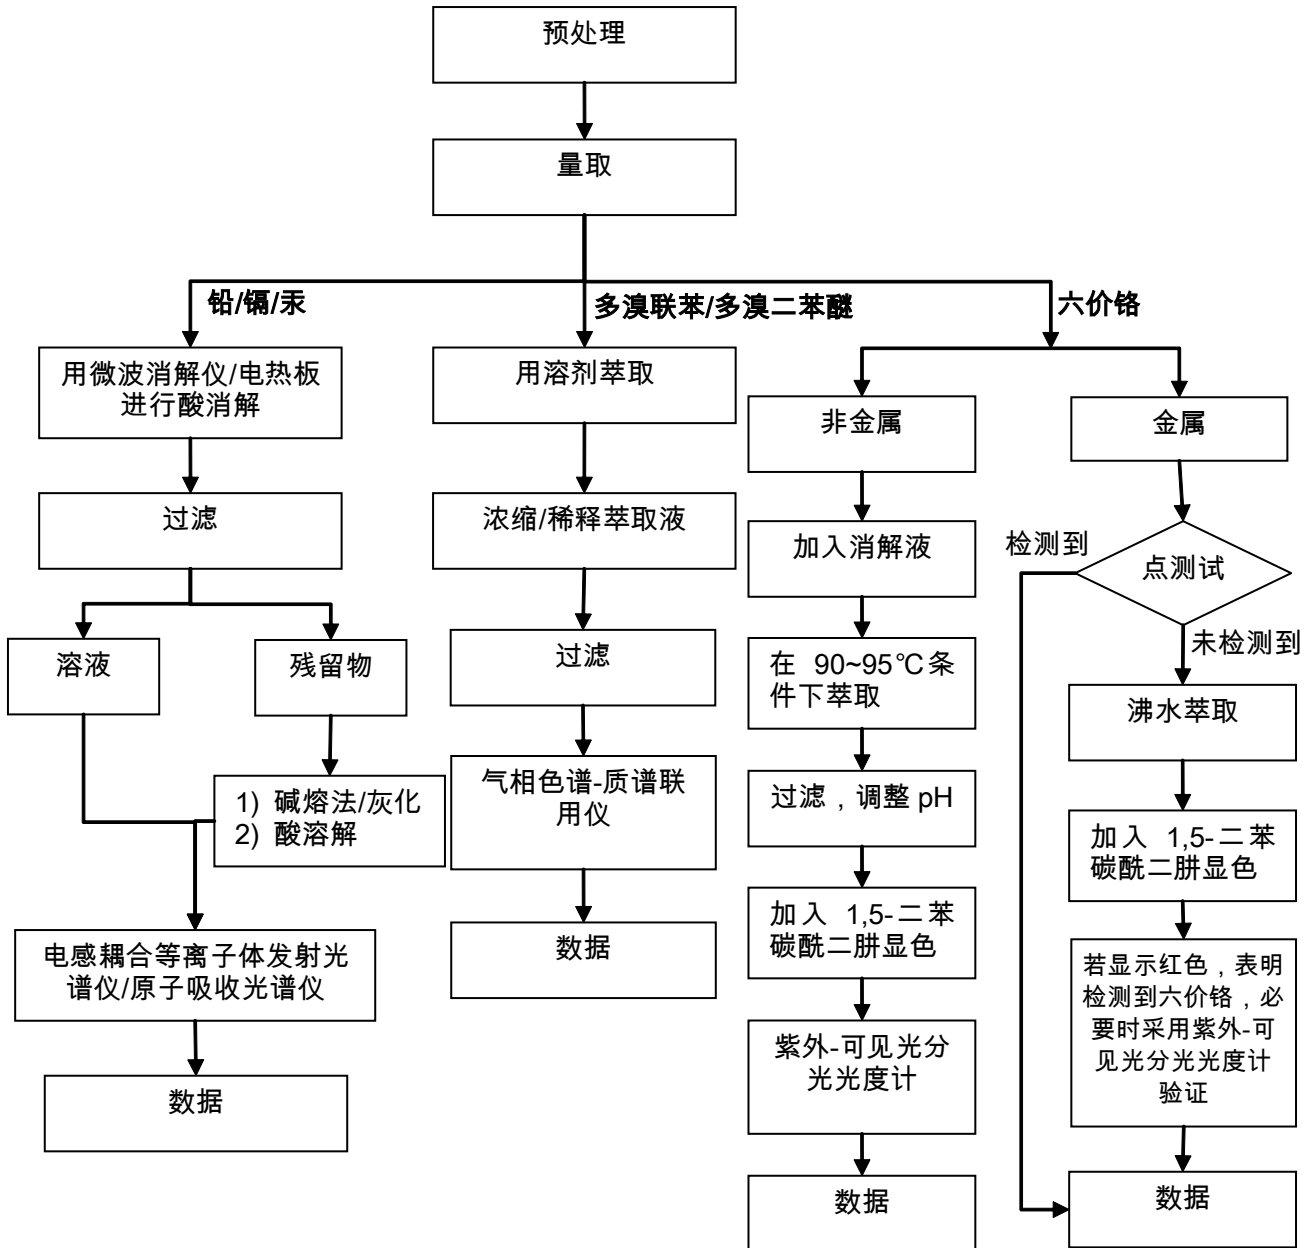 预处理
量取
铅/镉/汞
多溴联苯/多溴二苯醚
六价铬
用微波消解仪/电热板
进行酸消解
过滤
溶液
残留物
1) 碱熔法/灰化
2) 酸溶解
电感耦合等离子体发射光
谱仪/原子吸收光谱仪
数据
用溶剂萃取
浓缩/稀释萃取液
过滤
气相色谱-质谱联
用仪
数据
非金属
加入消解液
在 90~95℃条
件下萃取
过滤，调整 pH
加入 1,5-二苯
碳酰二肼显色
紫外-可见光分
光光度计
数据
金属
点测试
检测到
未检测到
沸水萃取
加入 1,5-二苯
碳酰二肼显色
若显示红色，表明
检测到六价铬，必
要时采用紫外-可
见光分光光度计
验证
数据